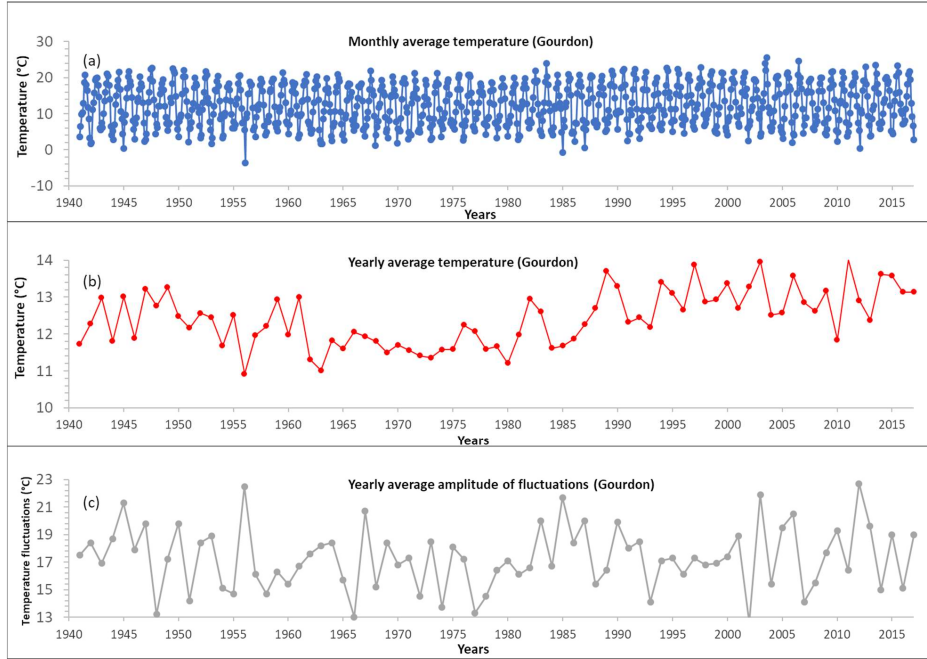 Monthly average temperature (Gourdon)
(a)
Temperature (°C)
30
20
10
0
-10
1940 1945 1950 1955 1960 1965 1970 1975 1980 1985 1990 1995 2000 2005 2010 2015
Years
Yearly average temperature (Gourdon)
(b)
Temperature (°C)
14
13
12
11
10
1940 1945 1950 1955 1960 1965 1970 1975 1980 1985 1990 1995 2000 2005 2010 2015
Years
Yearly average amplitude of fluctuations (Gourdon)
(c)
Temperature fluctuations (°C)
23
21
19
17
15
13
1940 1945 1950 1955 1960 1965 1970 1975 1980 1985 1990 1995 2000 2005 2010 2015
Years